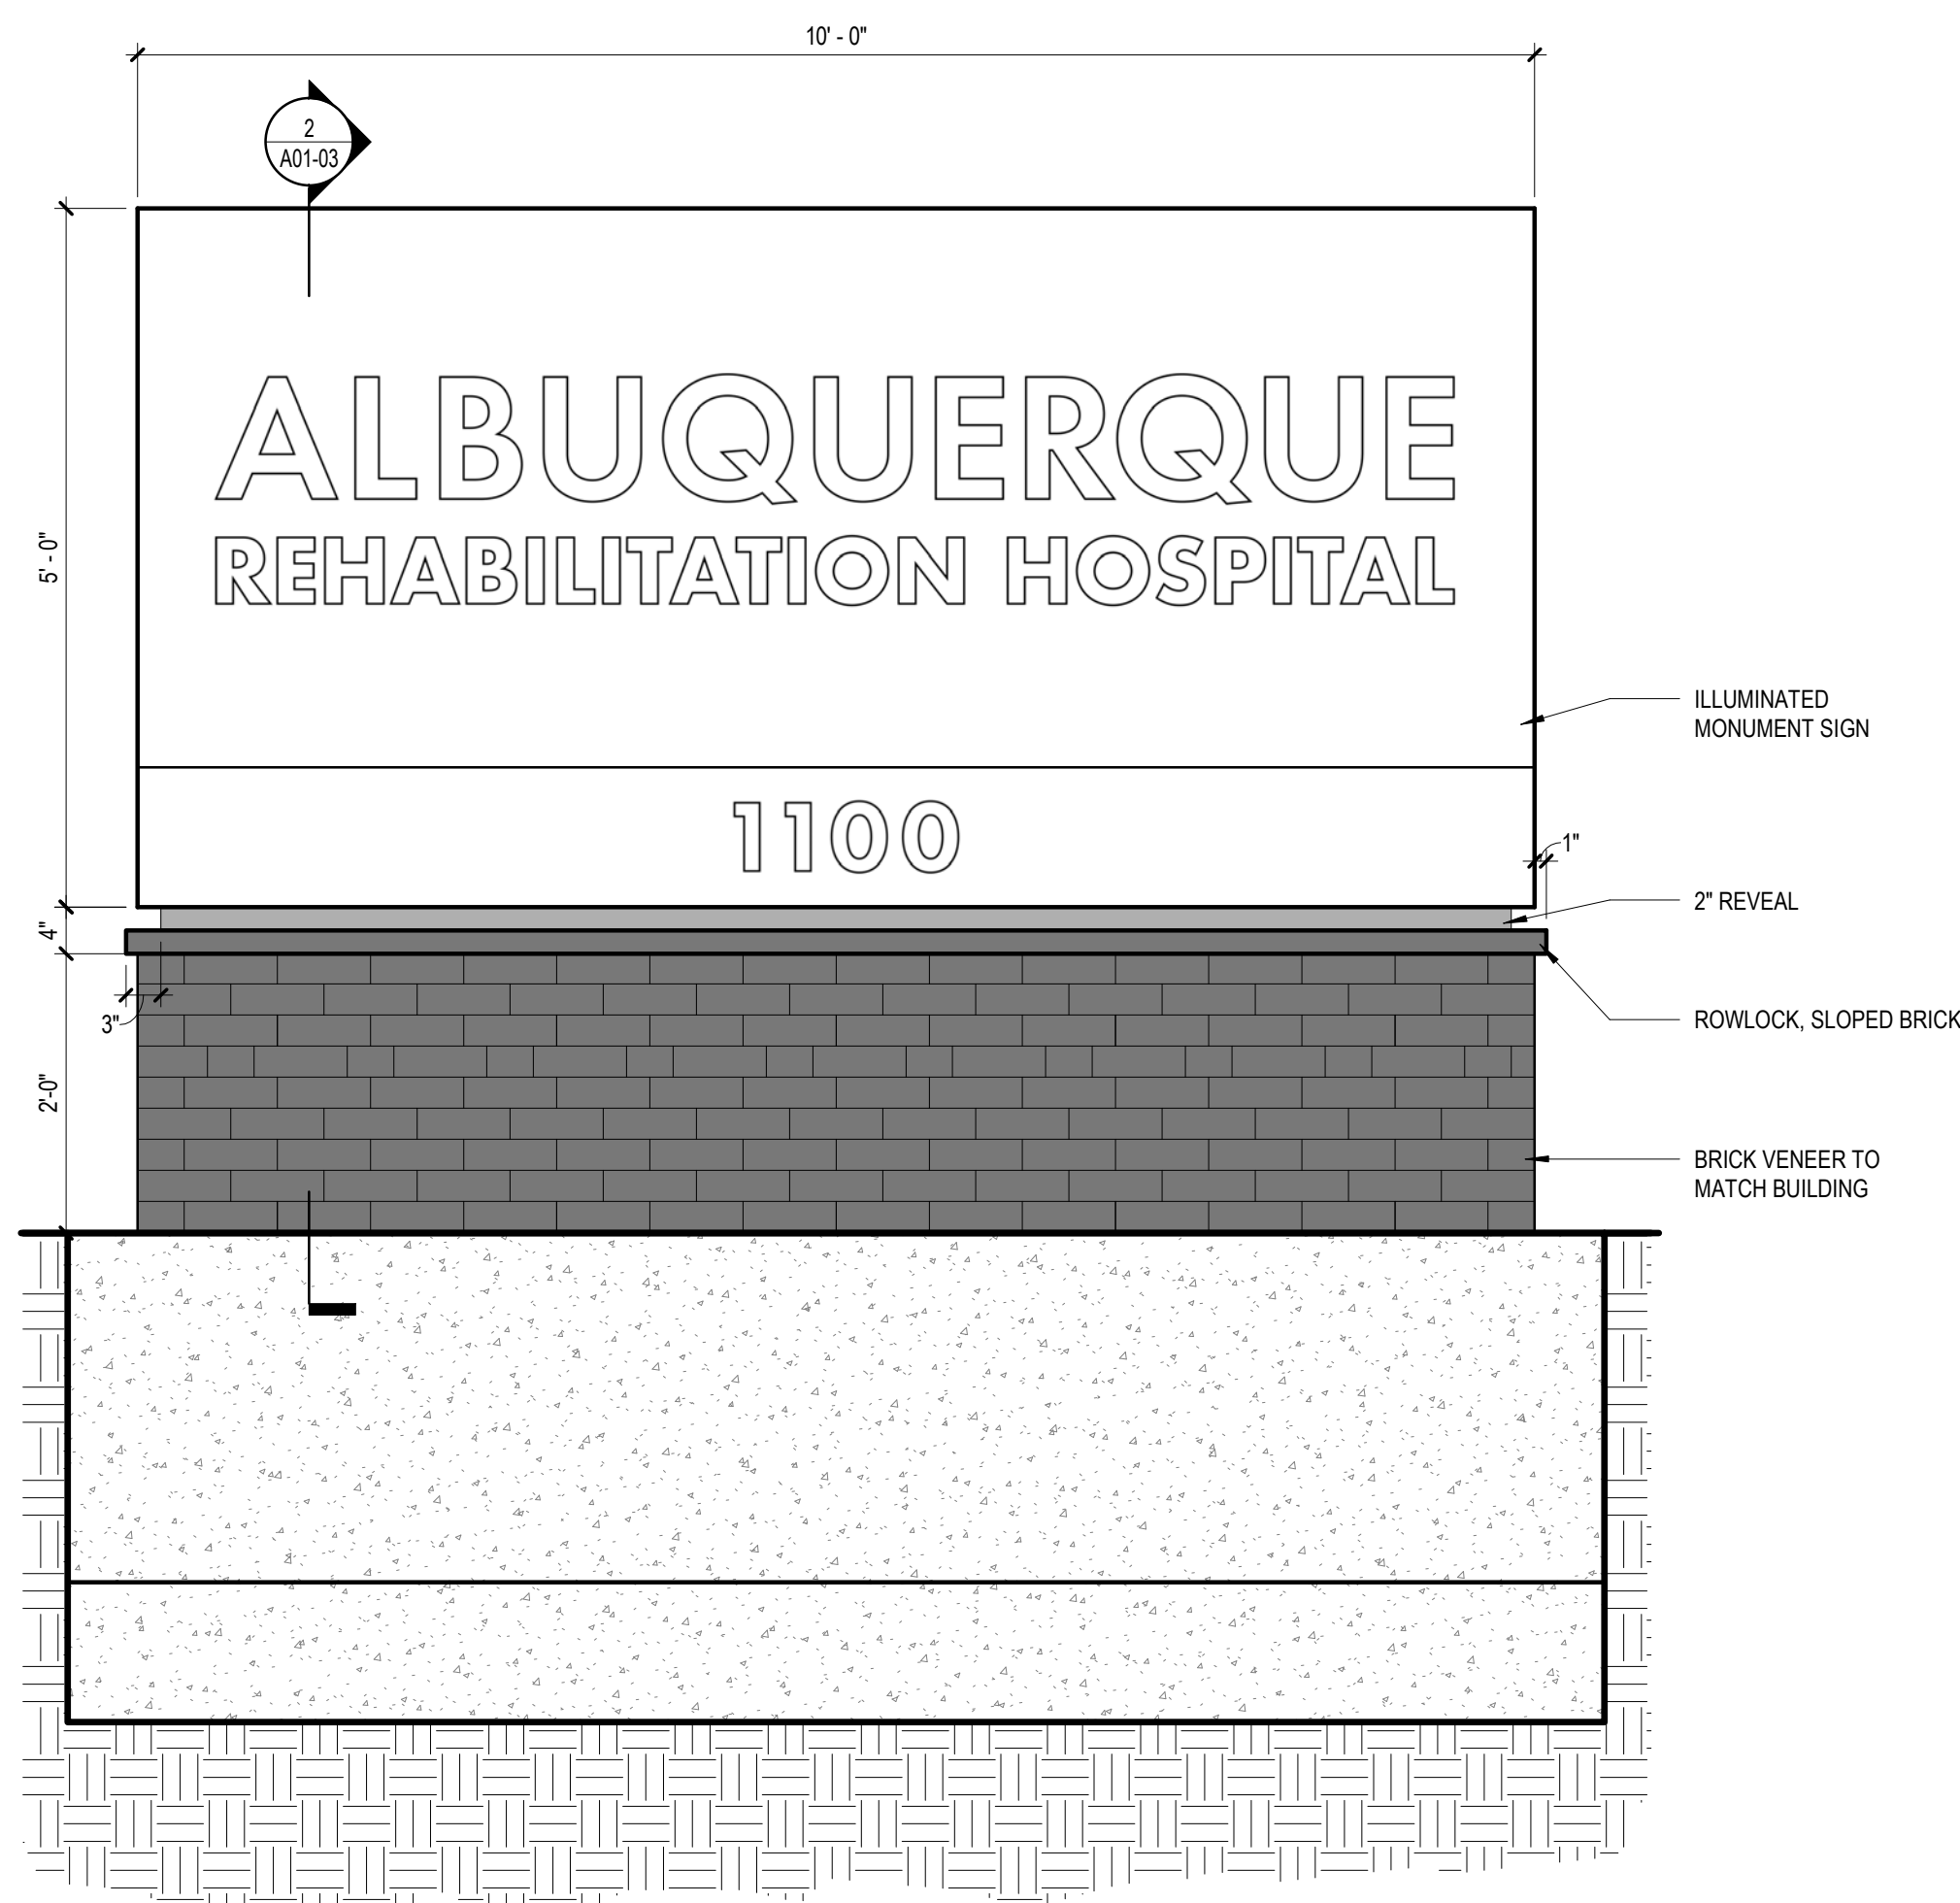 10' - 0"
2
A01-03
ALBUQUERQUE
5' - 0"
REHABILITATION HOSPITAL
ILLUMINATED
MONUMENT SIGN
1100
1"
2" REVEAL
4"
3"
ROWLOCK, SLOPED BRICK
2'-0"
BRICK VENEER TO
MATCH BUILDING